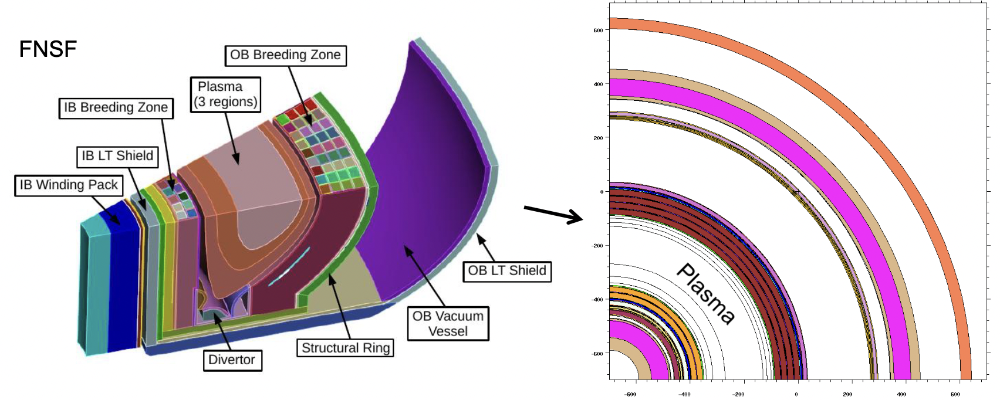 FNSF
OB Breeding Zone
Plasma
(3 regions)
IB Breeding Zone
IB LT Shield
IB Winding Pack
OB LT Shield
OB Vacuum
Vessel
Structural Ring
Divertor
600
400
200
0
-200
-400
-600
Plasma
-600
-400
-200
0
200
400
600